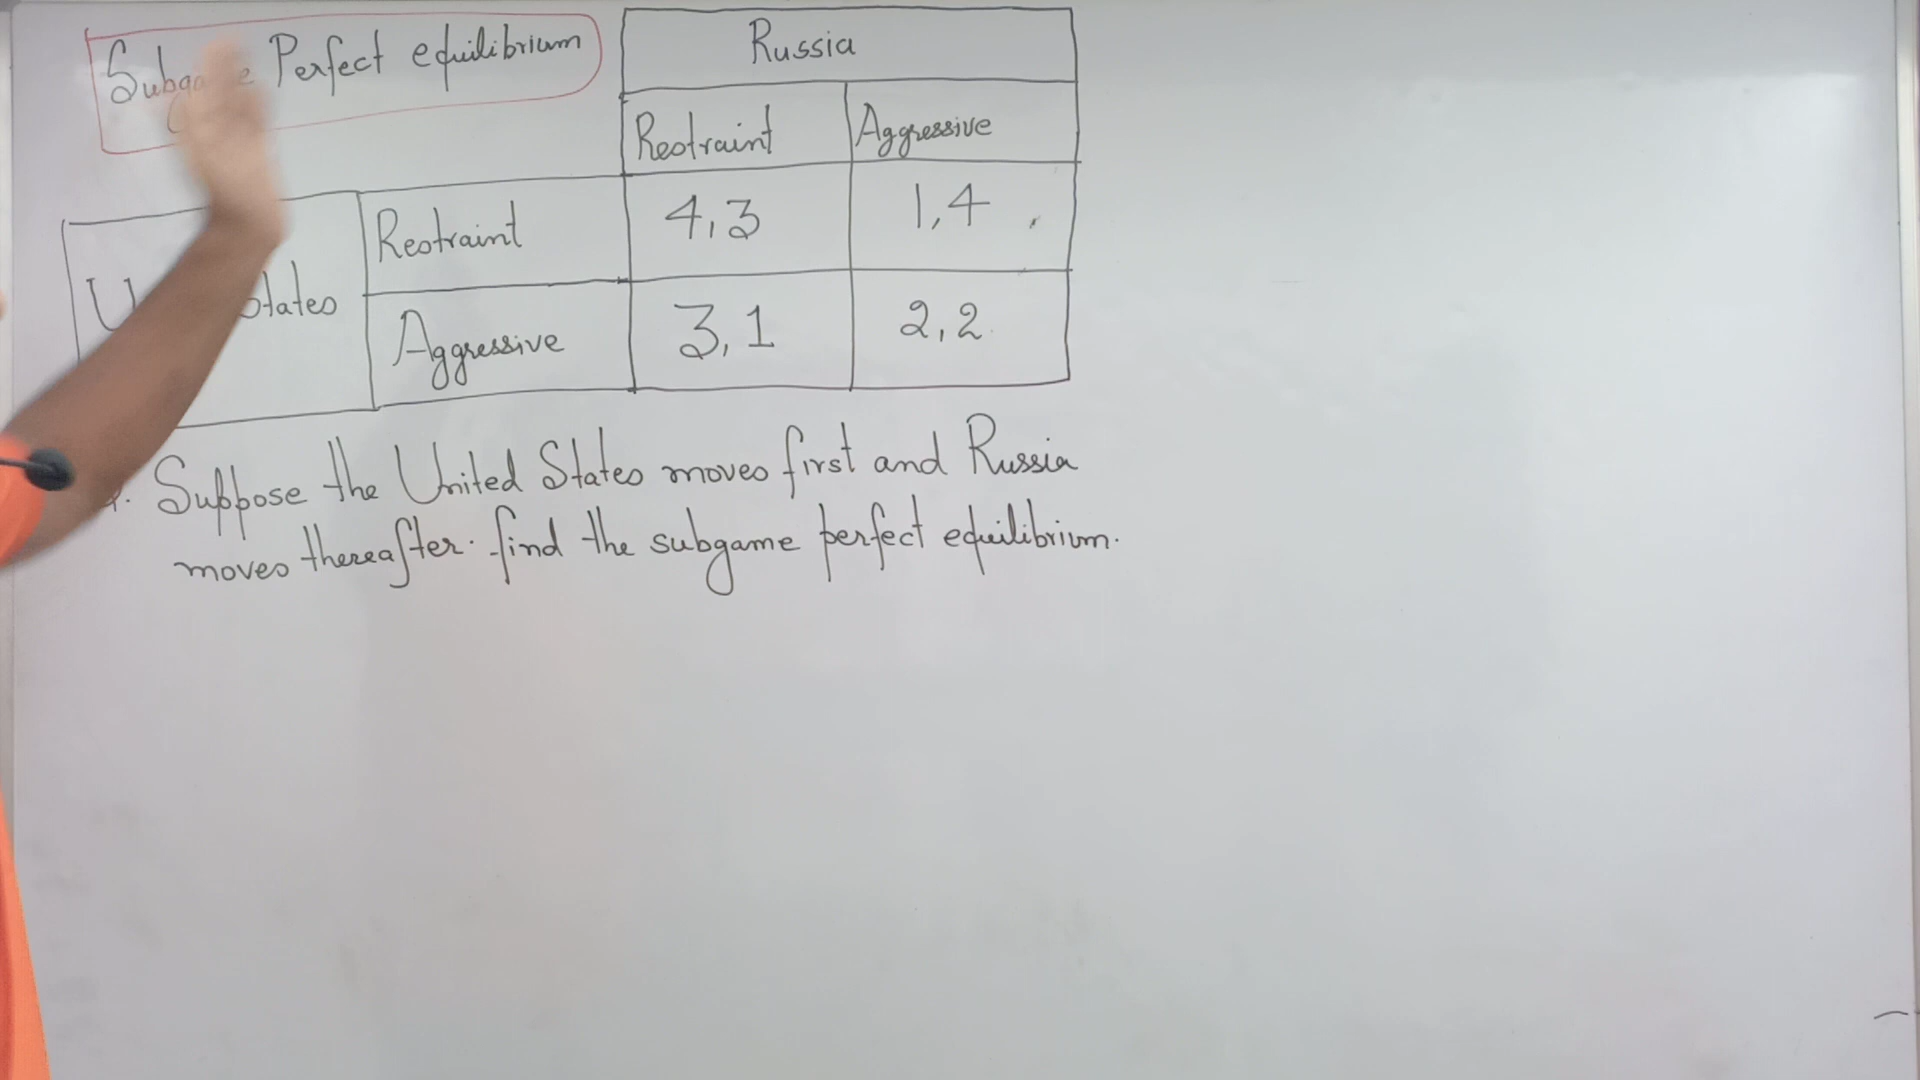 Perfect equilibrium
Russia
Restraint Aggressive
Restraint 4,3 1,4
States
Aggressive 3,1 2,2
Suppose the United States moves first and Russia
moves thereafter. find the subgame perfect equilibrium.